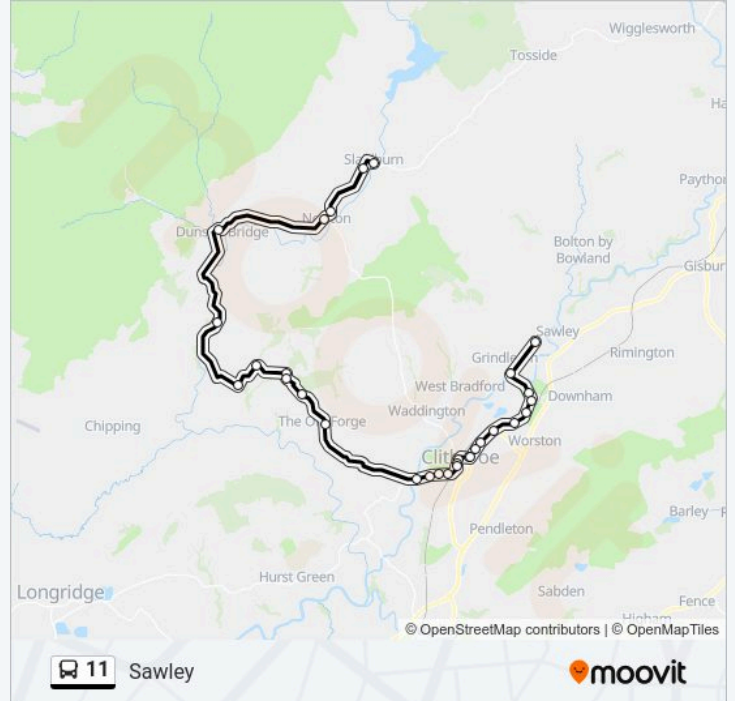 Wigglesworth
Tosside
Slaidburn
Paythor
Newton
Dunsop Bridge
Bolton by
Bowland
Gisbur
Sawley
Grindleton
Rimington
West Bradford
Downham
Waddington
Chipping
The Old Forge
Worston
Clitheroe
Barley
Pendleton
Hurst Green
Sabden
Longridge
Fence
Higham
© OpenStreetMap contributors | © OpenMapTiles
11 Sawley
moovit